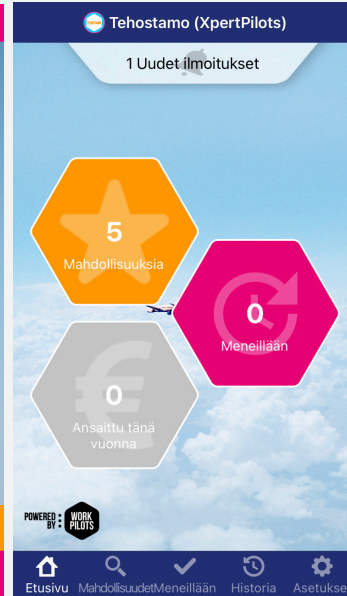 Tehostamo (XpertPilots)
1 Uudet ilmoitukset
5
Mahdollisuuksia
0
Meneillään
0
Ansaittu tänä
vuonna
POWERED BY:
WORK
PILOTS
Etusivu Mahdollisuudet Meneillään Historia Asetukse